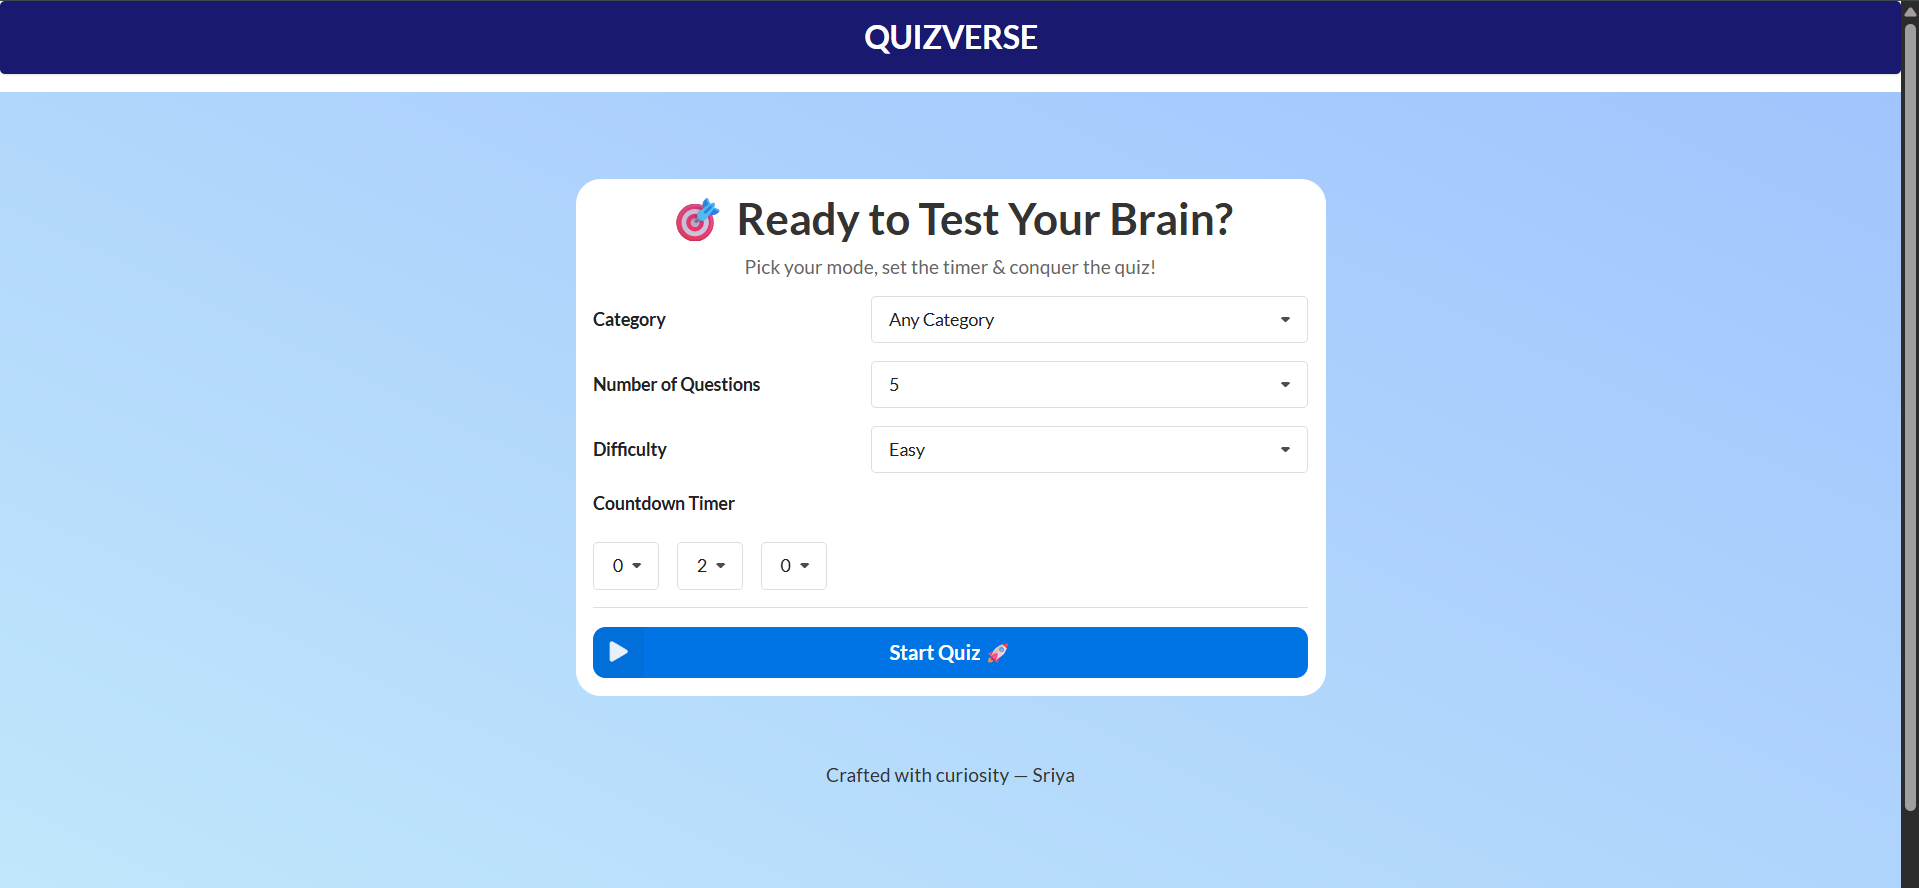 QUIZVERSE
🎯 Ready to Test Your Brain?
Pick your mode, set the timer & conquer the quiz!
Category Any Category
Number of Questions 5
Difficulty Easy
Countdown Timer
0 2 0
Start Quiz 🚀
Crafted with curiosity — Sriya